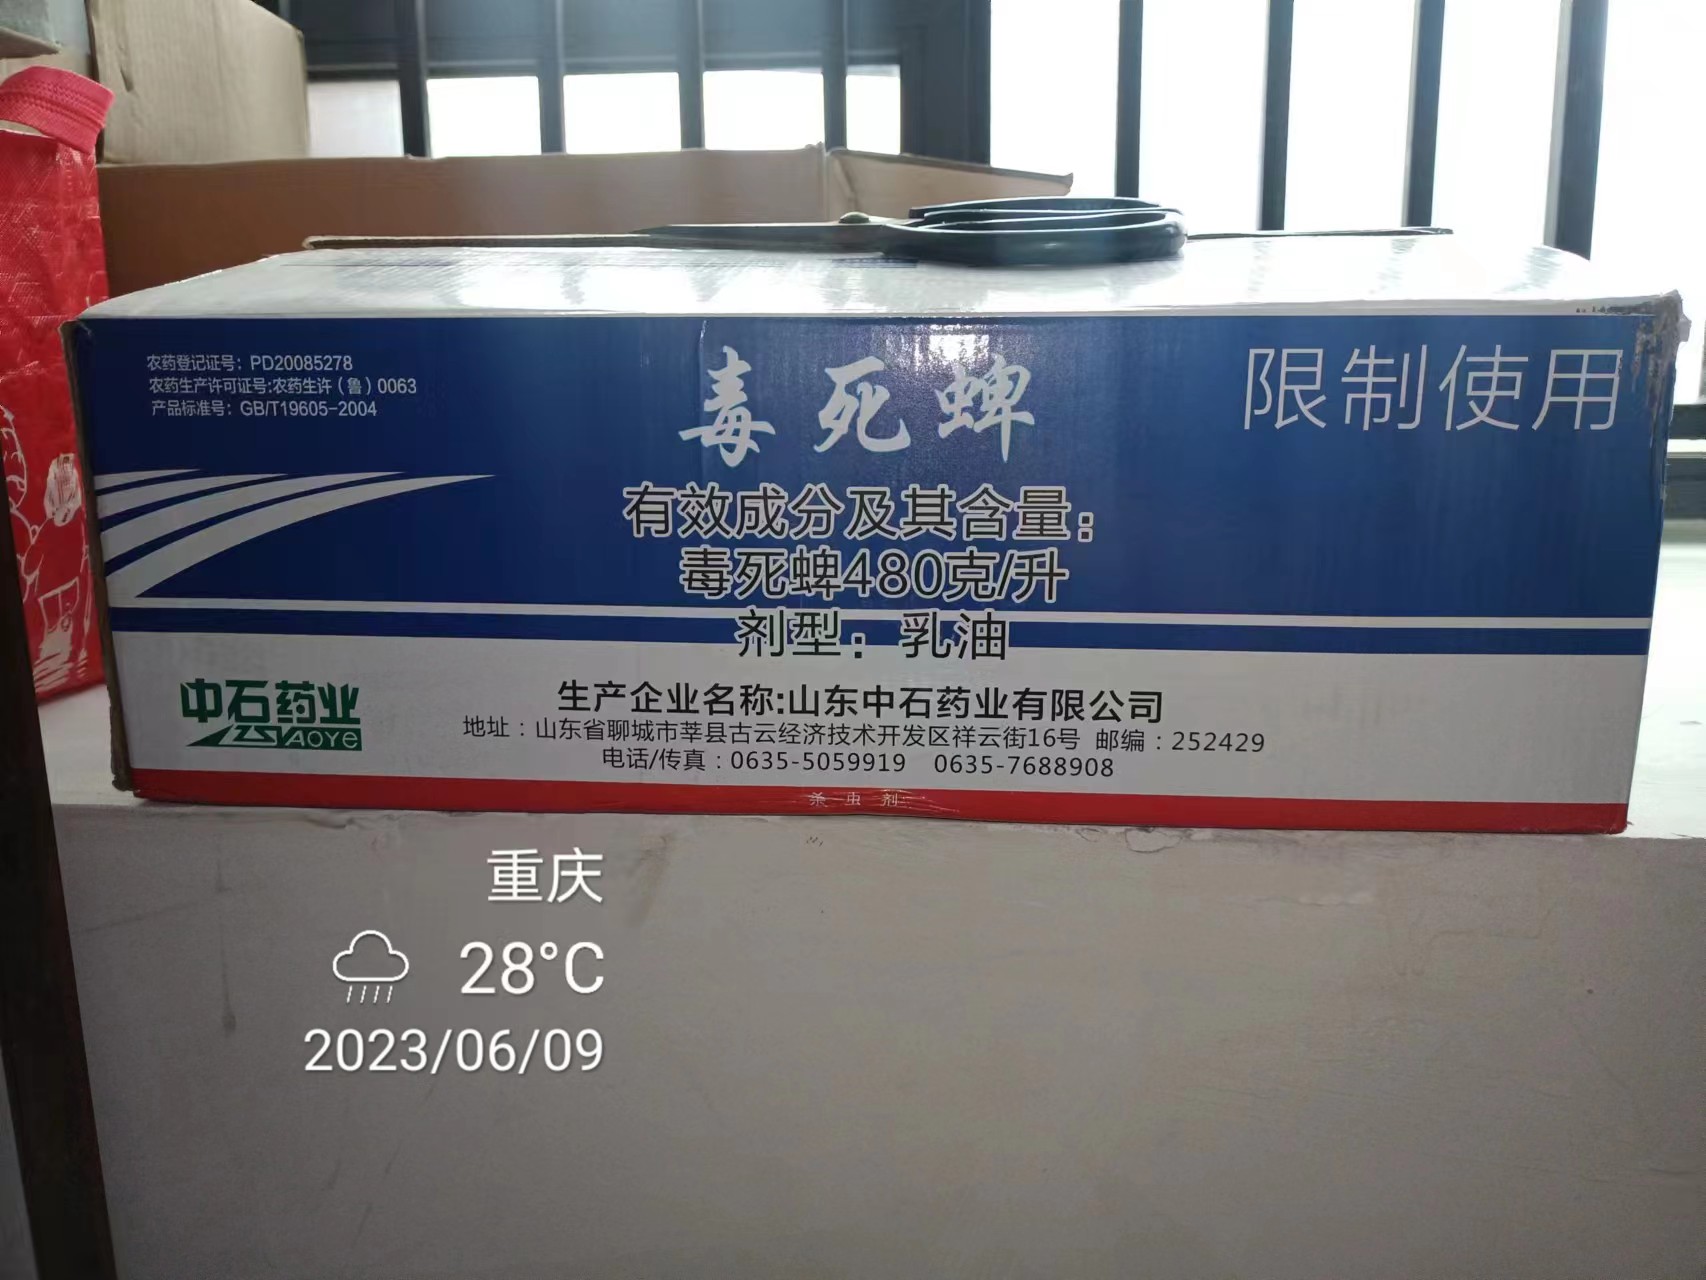 农药登记证号：PD20085278
农药生产许可证号:农药生许（鲁）0063
产品标准号：GB/T19605-2004
毒死蜱
限制使用
有效成分及其含量：
毒死蜱480克/升
剂型：乳油
中石药业
YAOYE
生产企业名称:山东中石药业有限公司
地址：山东省聊城市莘县古云经济技术开发区祥云街16号 邮编：252429
电话/传真：0635-5059919 0635-7688908
杀虫剂
重庆
28°C
2023/06/09